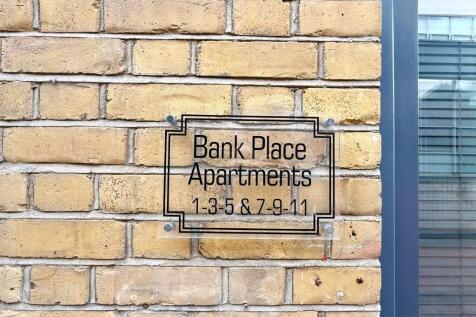 Bank Place
Apartments
1-3-5 & 7-9-11